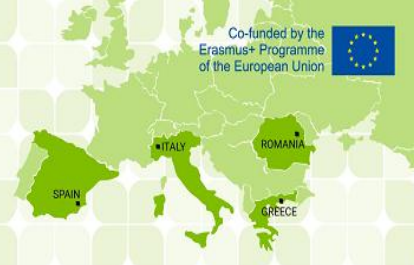 Co-funded by the
Erasmus+ Programme
of the European Union
ITALY
ROMANIA
SPAIN
GREECE